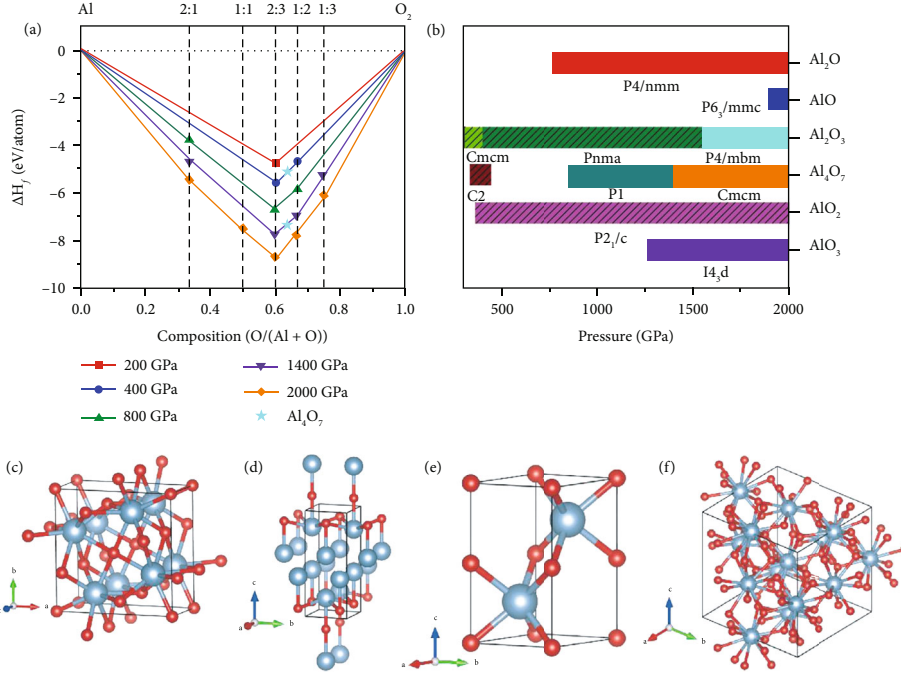 Al 2:1 1:1 2:3 1:2 1:3 O₂
(a)
0
−2
−4
−6
−8
−10
ΔH_f (eV/atom)
0.0 0.2 0.4 0.6 0.8 1.0
Composition (O/(Al + O))
200 GPa
400 GPa
800 GPa
1400 GPa
2000 GPa
Al₄O₇
(b)
P4/nmm
Al₂O
P6₃/mmc
AlO
Al₂O₃
Cmcm Pnma P4/mbm
Al₄O₇
C2 P1 Cmcm
AlO₂
P2₁/c
AlO₃
I4₃d
500 1000 1500 2000
Pressure (GPa)
(c)
b
a
(d)
c
a
b
(e)
c
a
b
(f)
c
a
b